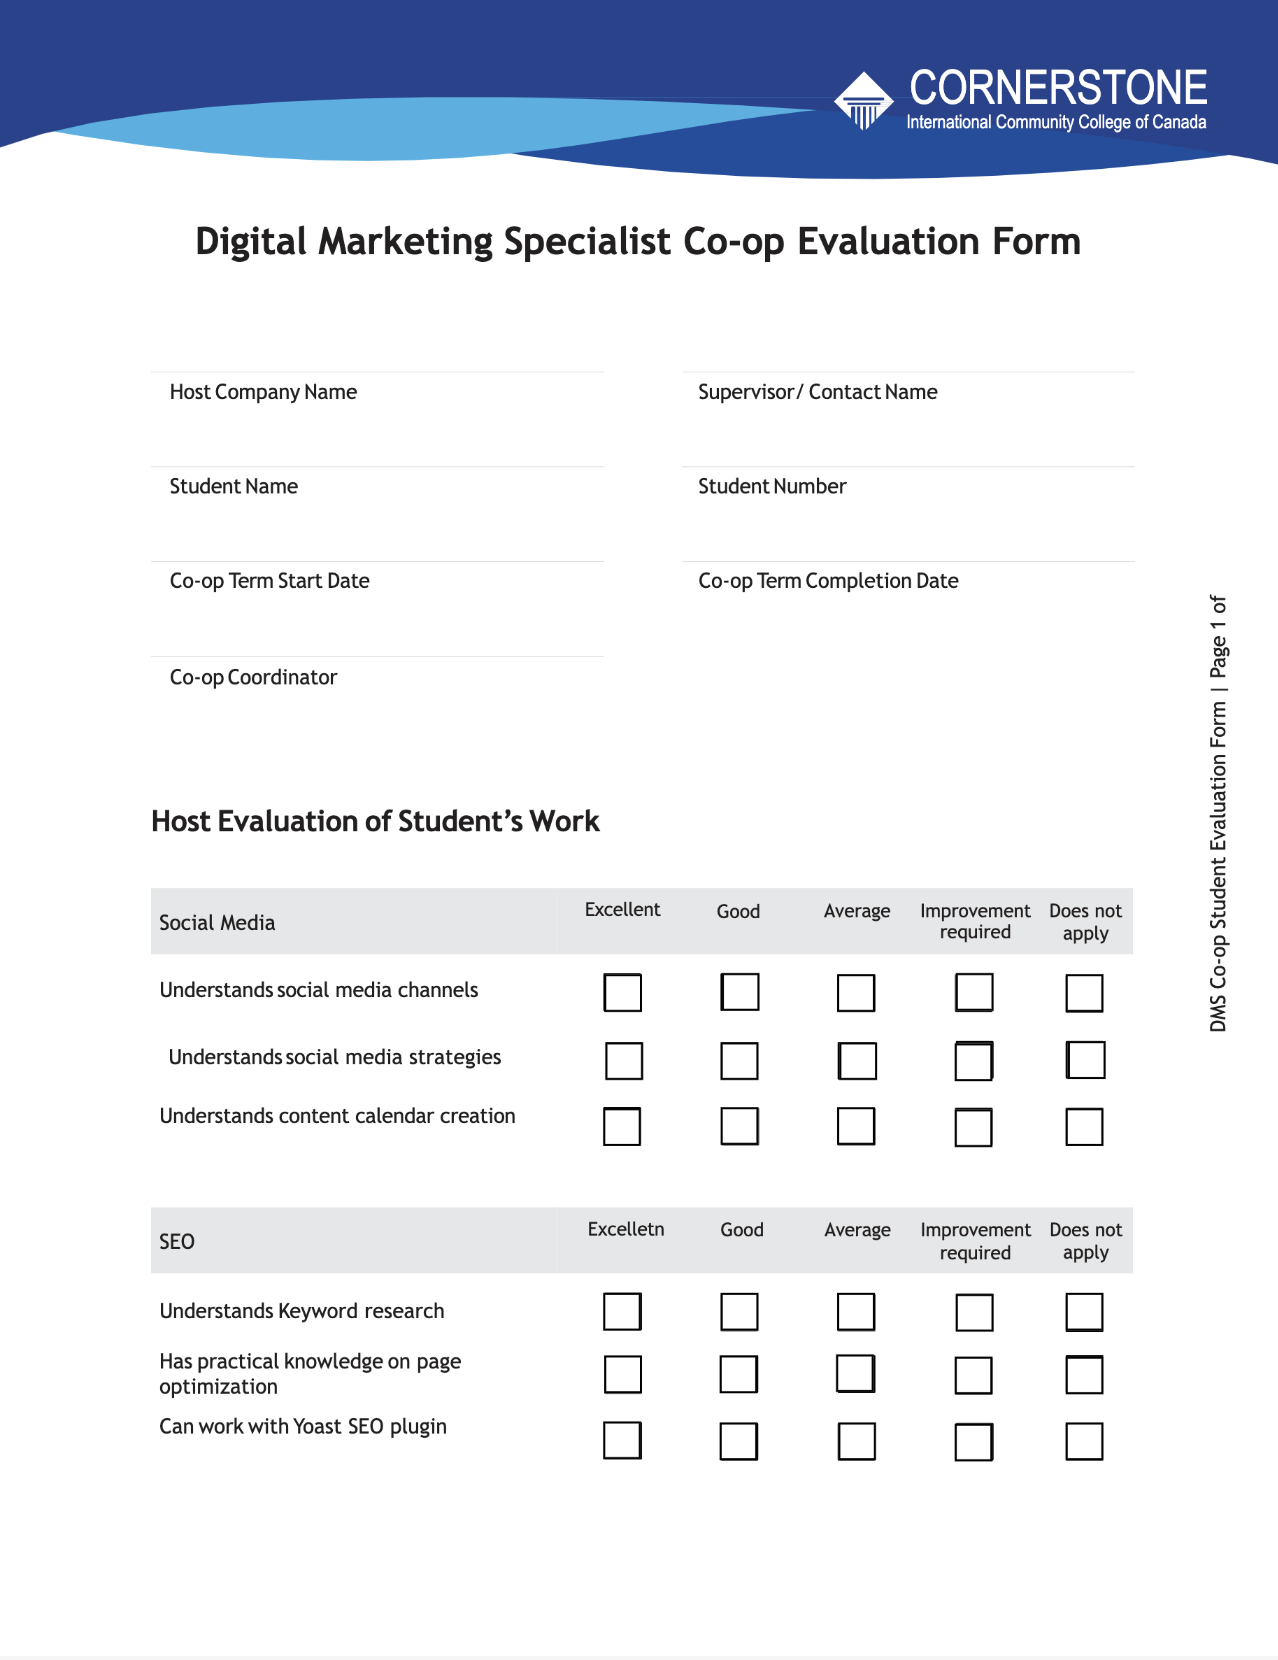 CORNERSTONE
International Community College of Canada
Digital Marketing Specialist Co-op Evaluation Form
Host Company Name
Supervisor/ Contact Name
Student Name
Student Number
Co-op Term Start Date
Co-op Term Completion Date
Co-op Coordinator
DMS Co-op Student Evaluation Form | Page 1 of
Host Evaluation of Student’s Work
Social Media
Excellent
Good
Average
Improvement
required
Does not
apply
Understands social media channels
Understands social media strategies
Understands content calendar creation
SEO
Excelletn
Good
Average
Improvement
required
Does not
apply
Understands Keyword research
Has practical knowledge on page
optimization
Can work with Yoast SEO plugin